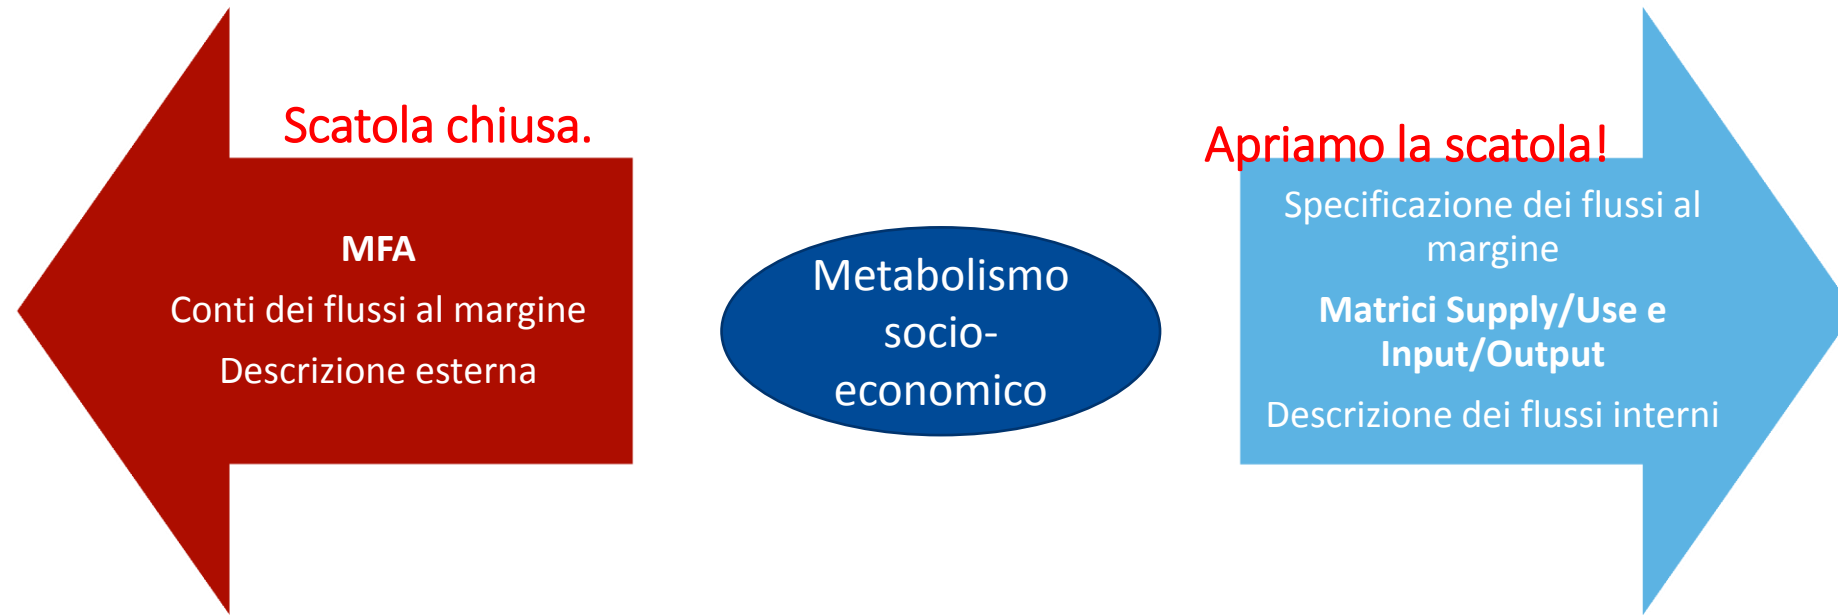 Scatola chiusa.
MFA
Conti dei flussi al margine
Descrizione esterna
Metabolismo
socio-
economico
Apriamo la scatola!
Specificazione dei flussi al
margine
Matrici Supply/Use e
Input/Output
Descrizione dei flussi interni